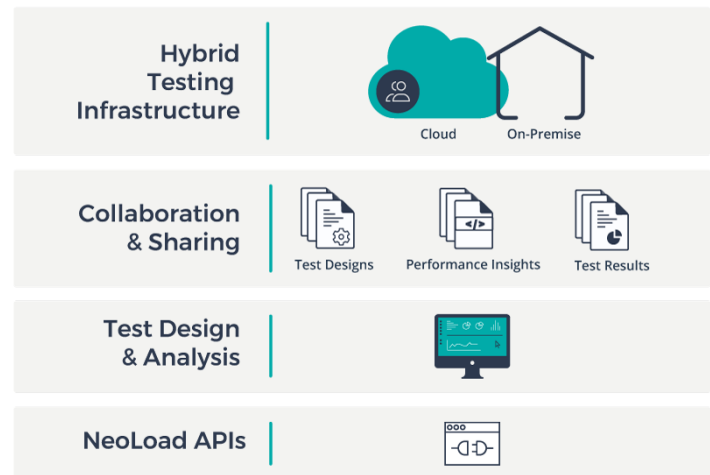 Hybrid
Testing
Infrastructure
Cloud
On-Premise
Collaboration
& Sharing
</>
Test Designs
Performance Insights
Test Results
Test Design
& Analysis
NeoLoad APIs